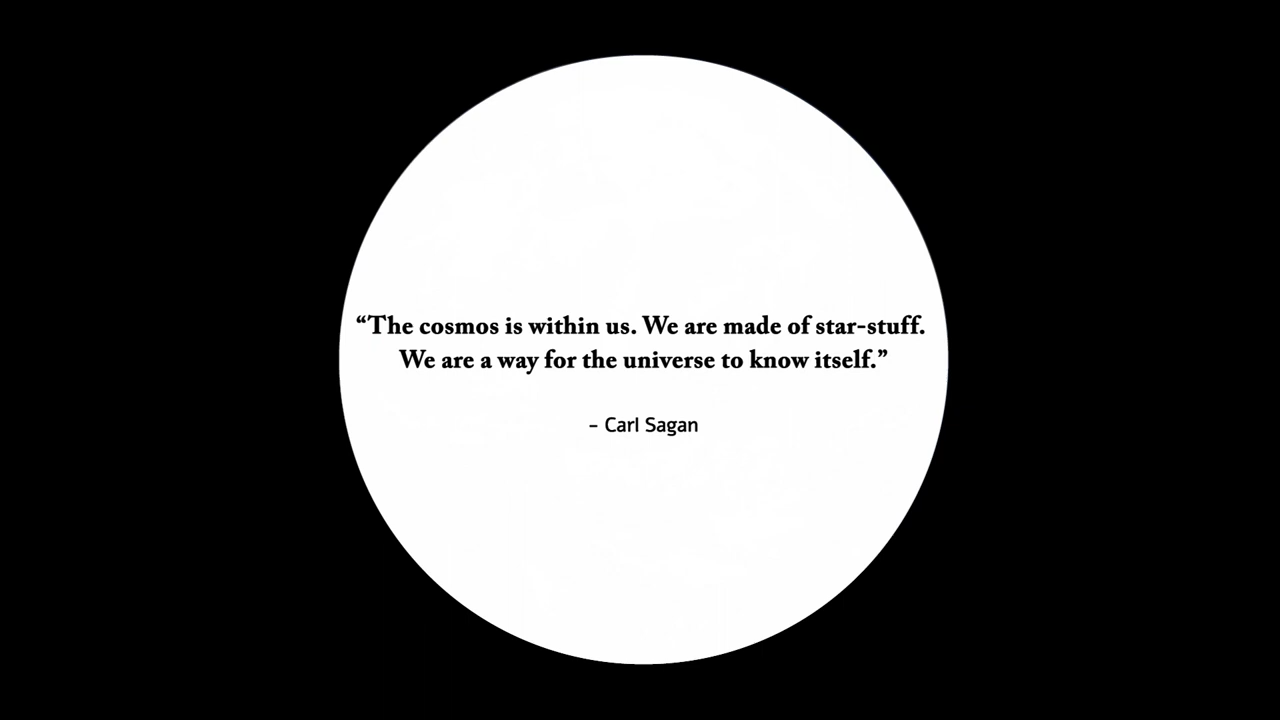 “The cosmos is within us. We are made of star-stuff.
We are a way for the universe to know itself.”
– Carl Sagan